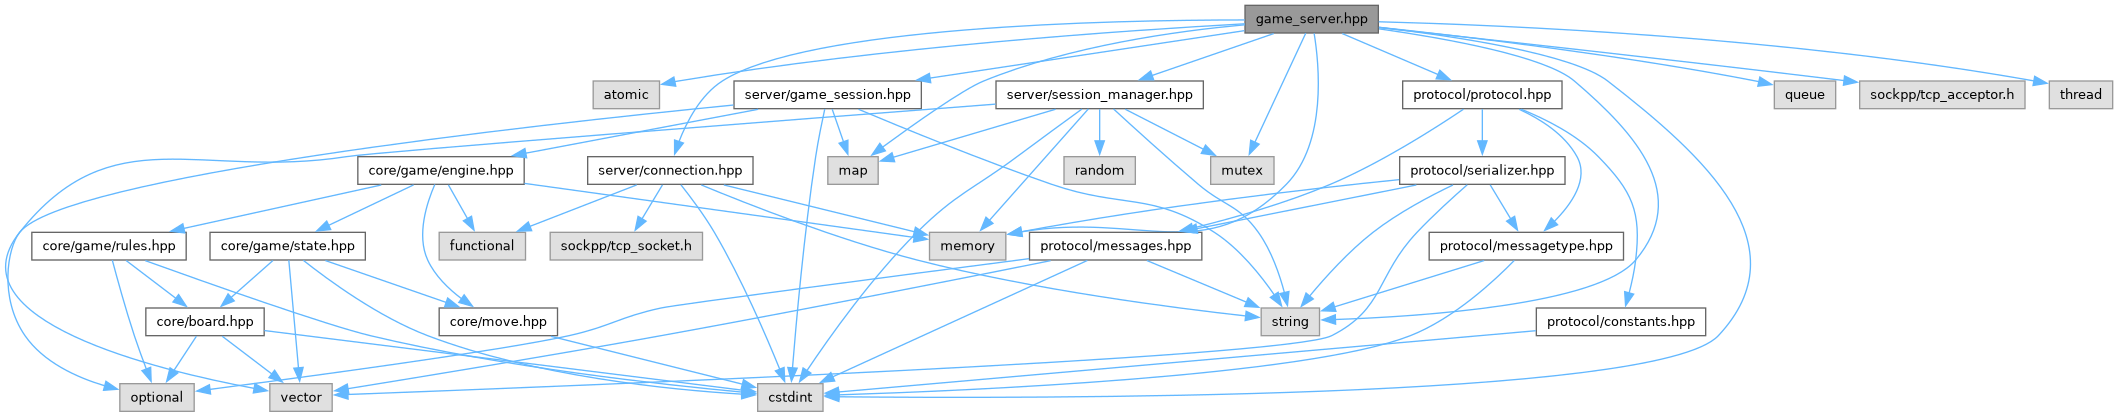 game_server.hpp
atomic
server/game_session.hpp
server/session_manager.hpp
protocol/protocol.hpp
queue
sockpp/tcp_acceptor.h
thread
core/game/engine.hpp
server/connection.hpp
map
random
mutex
protocol/serializer.hpp
core/game/rules.hpp
core/game/state.hpp
functional
sockpp/tcp_socket.h
memory
protocol/messages.hpp
protocol/messagetype.hpp
core/board.hpp
core/move.hpp
string
protocol/constants.hpp
optional
vector
cstdint